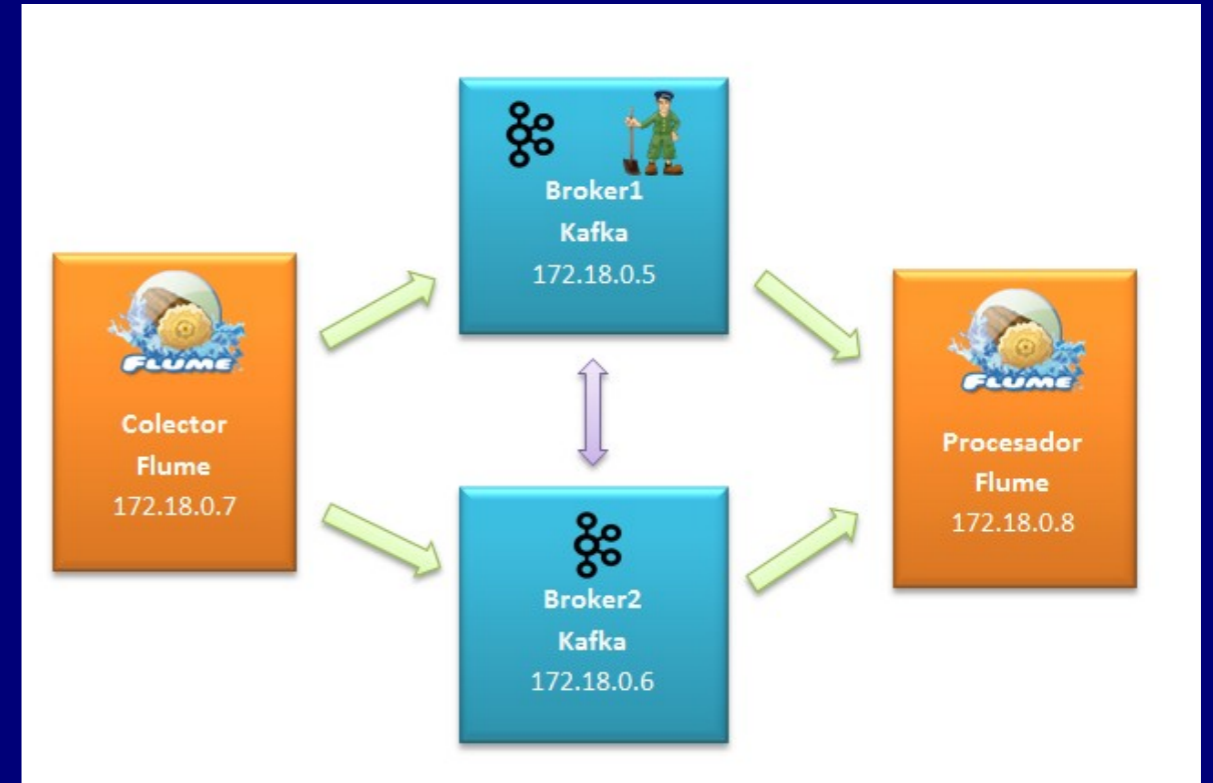 Broker1
Kafka
172.18.0.5
FLUME
Colector
Flume
172.18.0.7
FLUME
Procesador
Flume
172.18.0.8
Broker2
Kafka
172.18.0.6